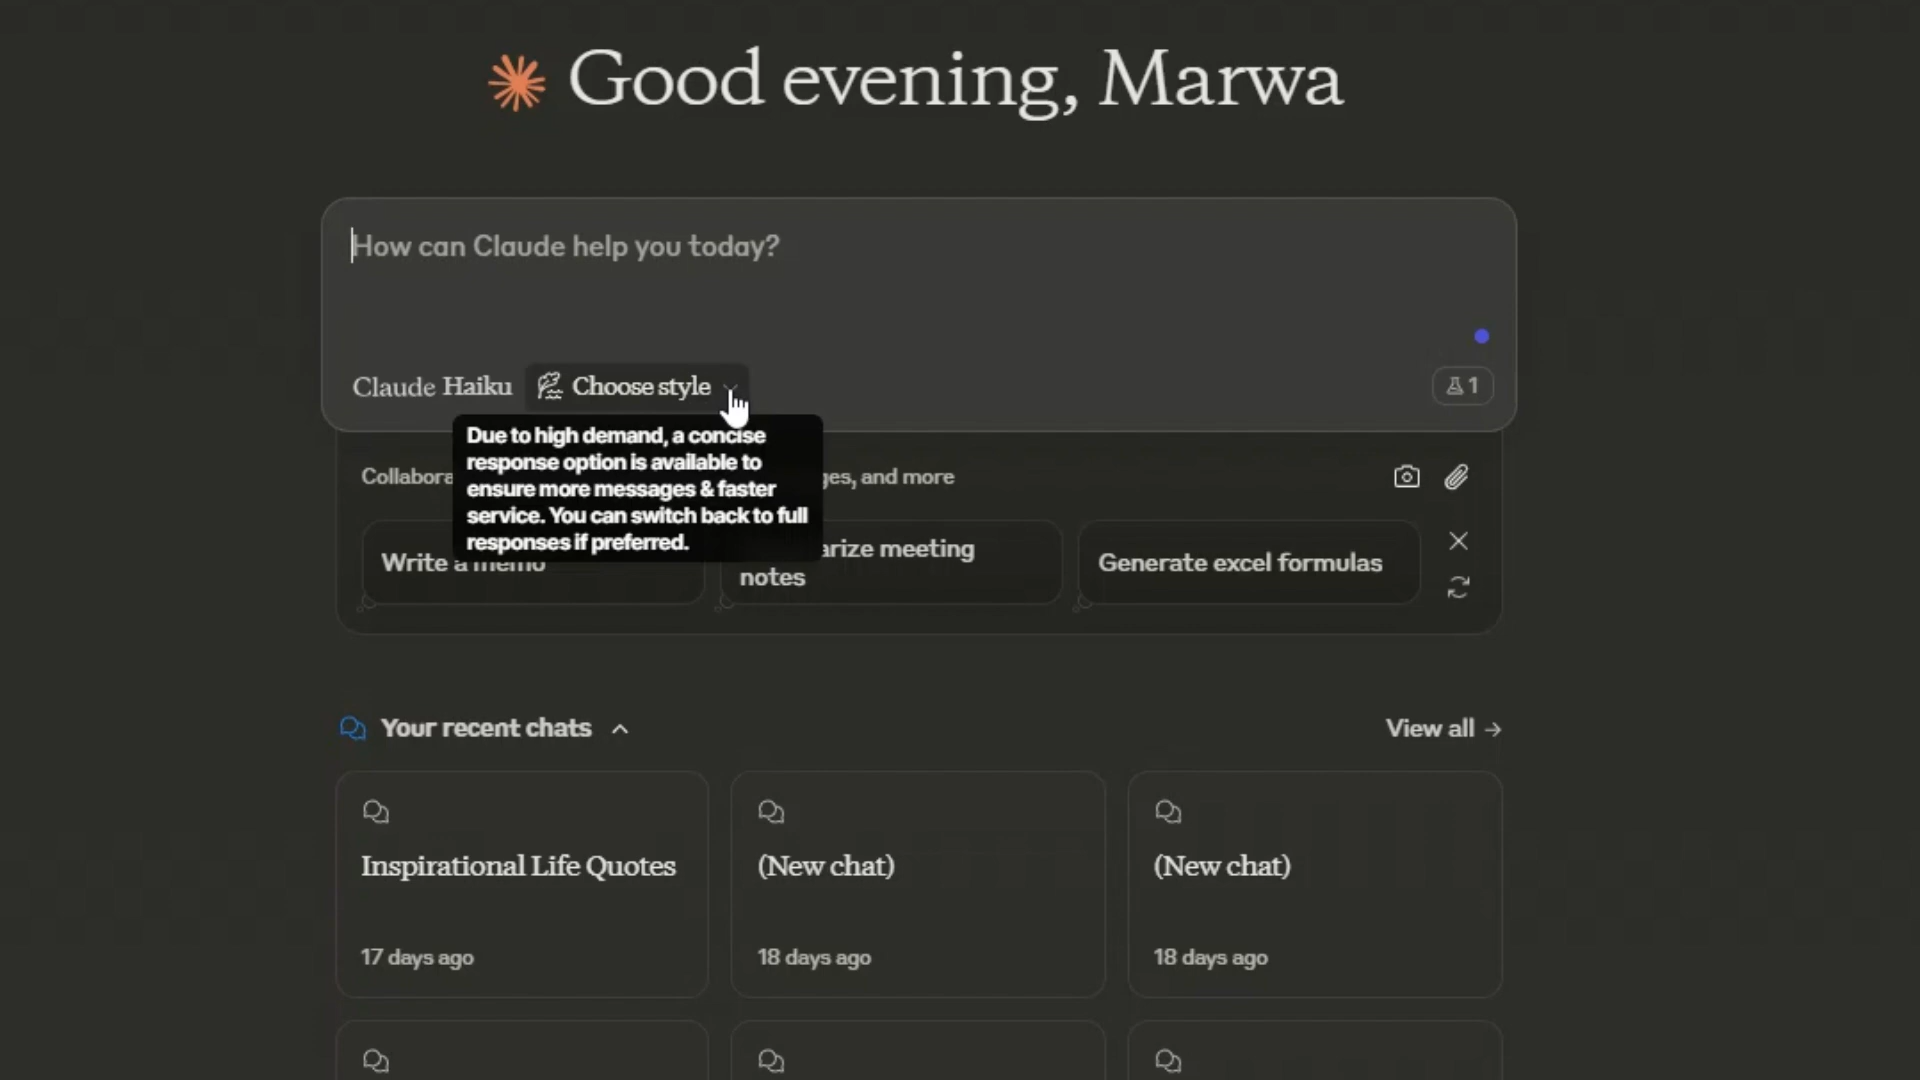 Good evening, Marwa
How can Claude help you today?
Claude Haiku
Choose style
1
Due to high demand, a concise
response option is available to
ensure more messages & faster
service. You can switch back to full
responses if preferred.
and more
Write a memo
meeting
notes
Generate excel formulas
Your recent chats
View all
Inspirational Life Quotes
17 days ago
(New chat)
18 days ago
(New chat)
18 days ago